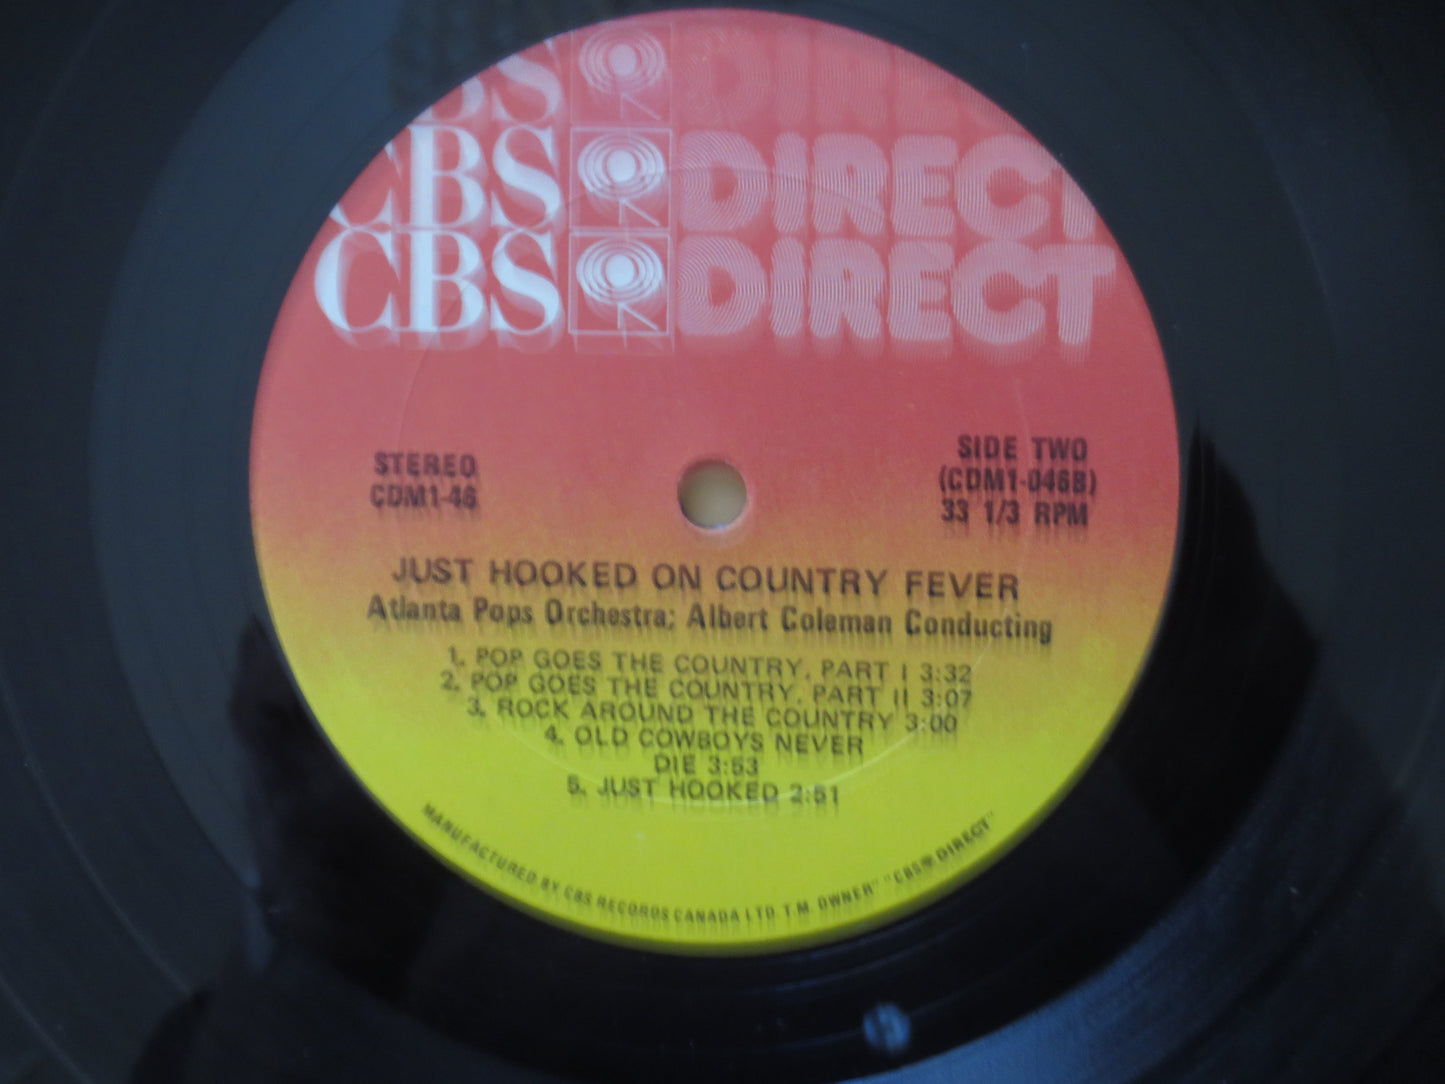 CBS DIRECT
CBS DIRECT
CBS DIRECT
STEREO
CDM1-46
SIDE TWO
(CDM1-046B)
33 1/3 RPM
JUST HOOKED ON COUNTRY FEVER
Atlanta Pops Orchestra; Albert Coleman Conducting
1. POP GOES THE COUNTRY, PART I 3:32
2. POP GOES THE COUNTRY, PART II 3:07
3. ROCK AROUND THE COUNTRY 3:00
4. OLD COWBOYS NEVER
DIE 3:53
5. JUST HOOKED 2:51
MANUFACTURED BY CBS RECORDS CANADA LTD. T.M. OWNER" "CBS® DIRECT"